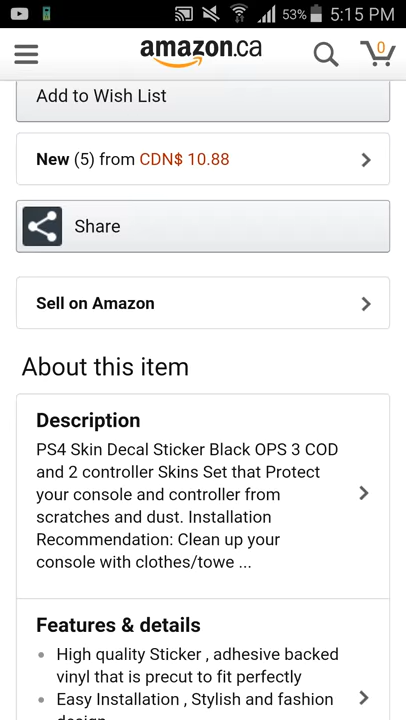 53% 5:15 PM
amazon.ca
0
Add to Wish List
New (5) from CDN$ 10.88
Share
Sell on Amazon
About this item
Description
PS4 Skin Decal Sticker Black OPS 3 COD
and 2 controller Skins Set that Protect
your console and controller from
scratches and dust. Installation
Recommendation: Clean up your
console with clothes/towe ...
Features & details
High quality Sticker , adhesive backed
vinyl that is precut to fit perfectly
Easy Installation , Stylish and fashion
design